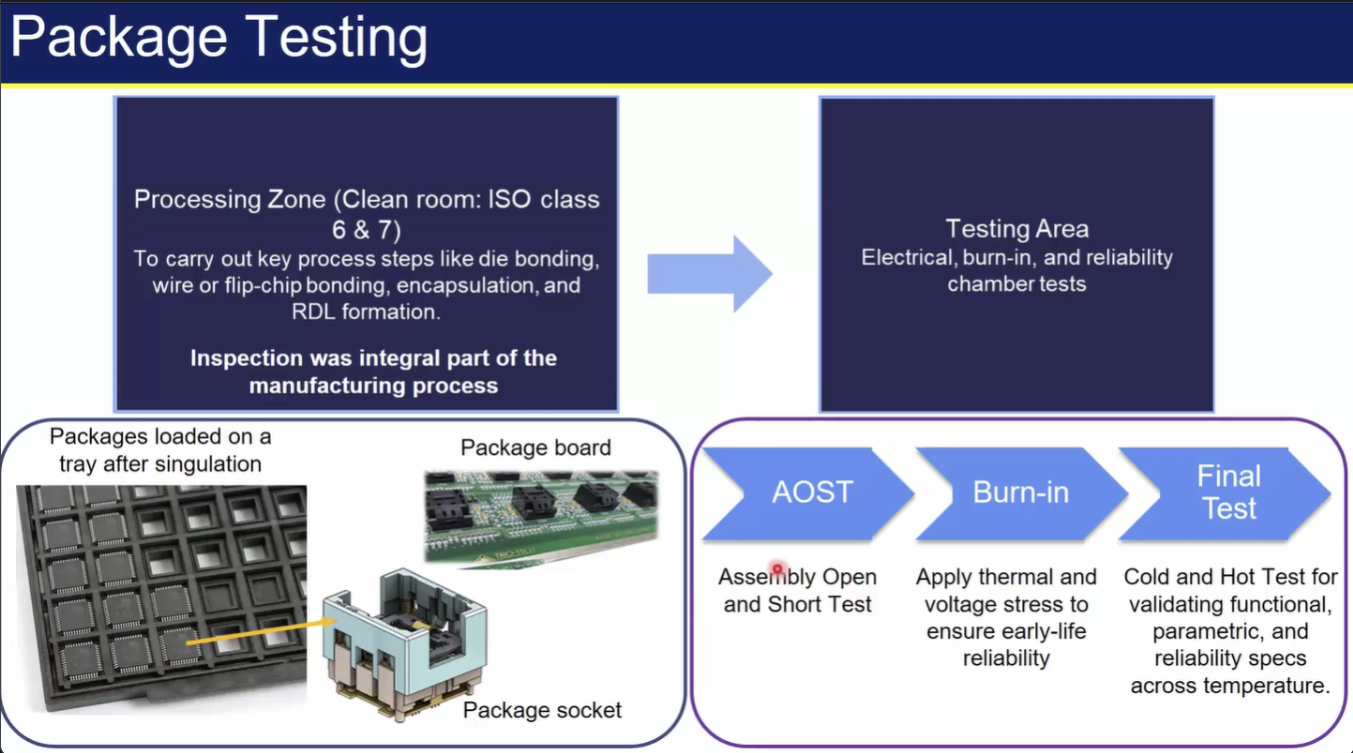 Package Testing
Processing Zone (Clean room: ISO class
6 & 7)
To carry out key process steps like die bonding,
wire or flip-chip bonding, encapsulation, and
RDL formation.
Inspection was integral part of the
manufacturing process
Testing Area
Electrical, burn-in, and reliability
chamber tests
Packages loaded on a
tray after singulation
Package board
Package socket
AOST
Assembly Open
and Short Test
Burn-in
Apply thermal and
voltage stress to
ensure early-life
reliability
Final
Test
Cold and Hot Test for
validating functional,
parametric, and
reliability specs
across temperature.